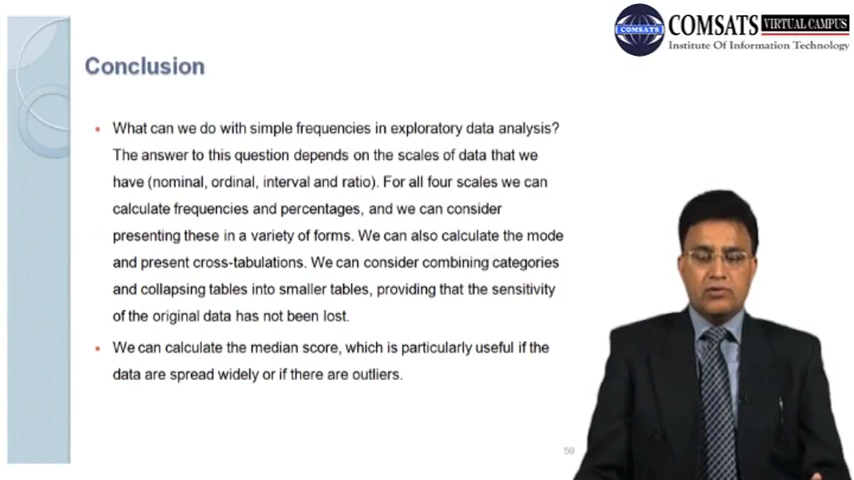 COMSATS
COMSATS VIRTUAL CAMPUS
Institute Of Information Technology
Conclusion
• What can we do with simple frequencies in exploratory data analysis?
The answer to this question depends on the scales of data that we
have (nominal, ordinal, interval and ratio). For all four scales we can
calculate frequencies and percentages, and we can consider
presenting these in a variety of forms. We can also calculate the mode
and present cross-tabulations. We can consider combining categories
and collapsing tables into smaller tables, providing that the sensitivity
of the original data has not been lost.
• We can calculate the median score, which is particularly useful if the
data are spread widely or if there are outliers.
59